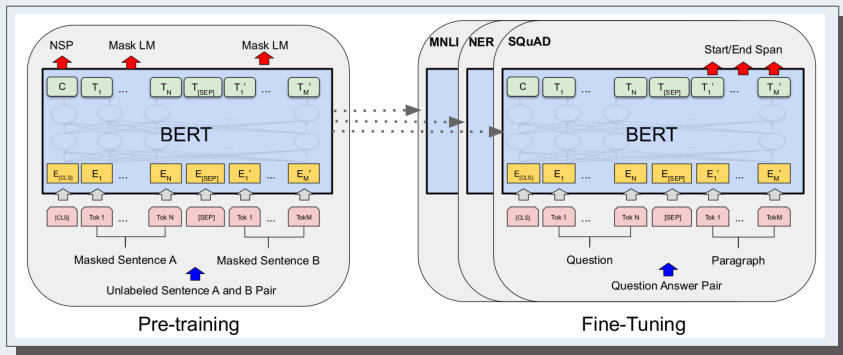 NSP Mask LM Mask LM
C T1 ... TN T[SEP] T1' ... TM'
BERT
E[CLS] E1 ... EN E[SEP] E1' ... EM'
[CLS] Tok 1 ... Tok N [SEP] Tok 1 ... TokM
Masked Sentence A Masked Sentence B
Unlabeled Sentence A and B Pair
Pre-training
MNLI NER SQuAD
Start/End Span
C T1 ... TN T[SEP] T1' ... TM'
BERT
E[CLS] E1 ... EN E[SEP] E1' ... EM'
[CLS] Tok 1 ... Tok N [SEP] Tok 1 ... TokM
Question Paragraph
Question Answer Pair
Fine-Tuning